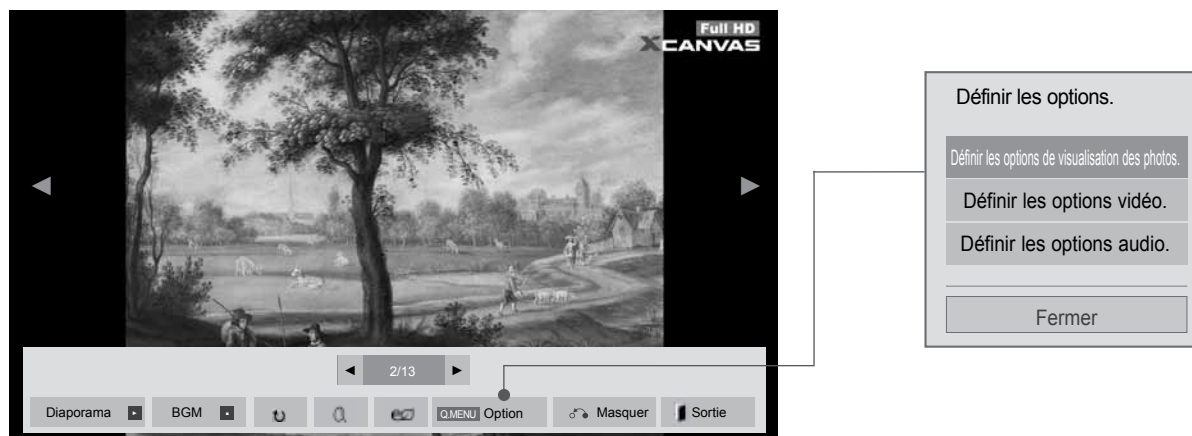 Full HD
XCANVAS
2/13
Diaporama
BGM
Q.MENU Option
Masquer
Sortie
Définir les options.
Définir les options de visualisation des photos.
Définir les options vidéo.
Définir les options audio.
Fermer